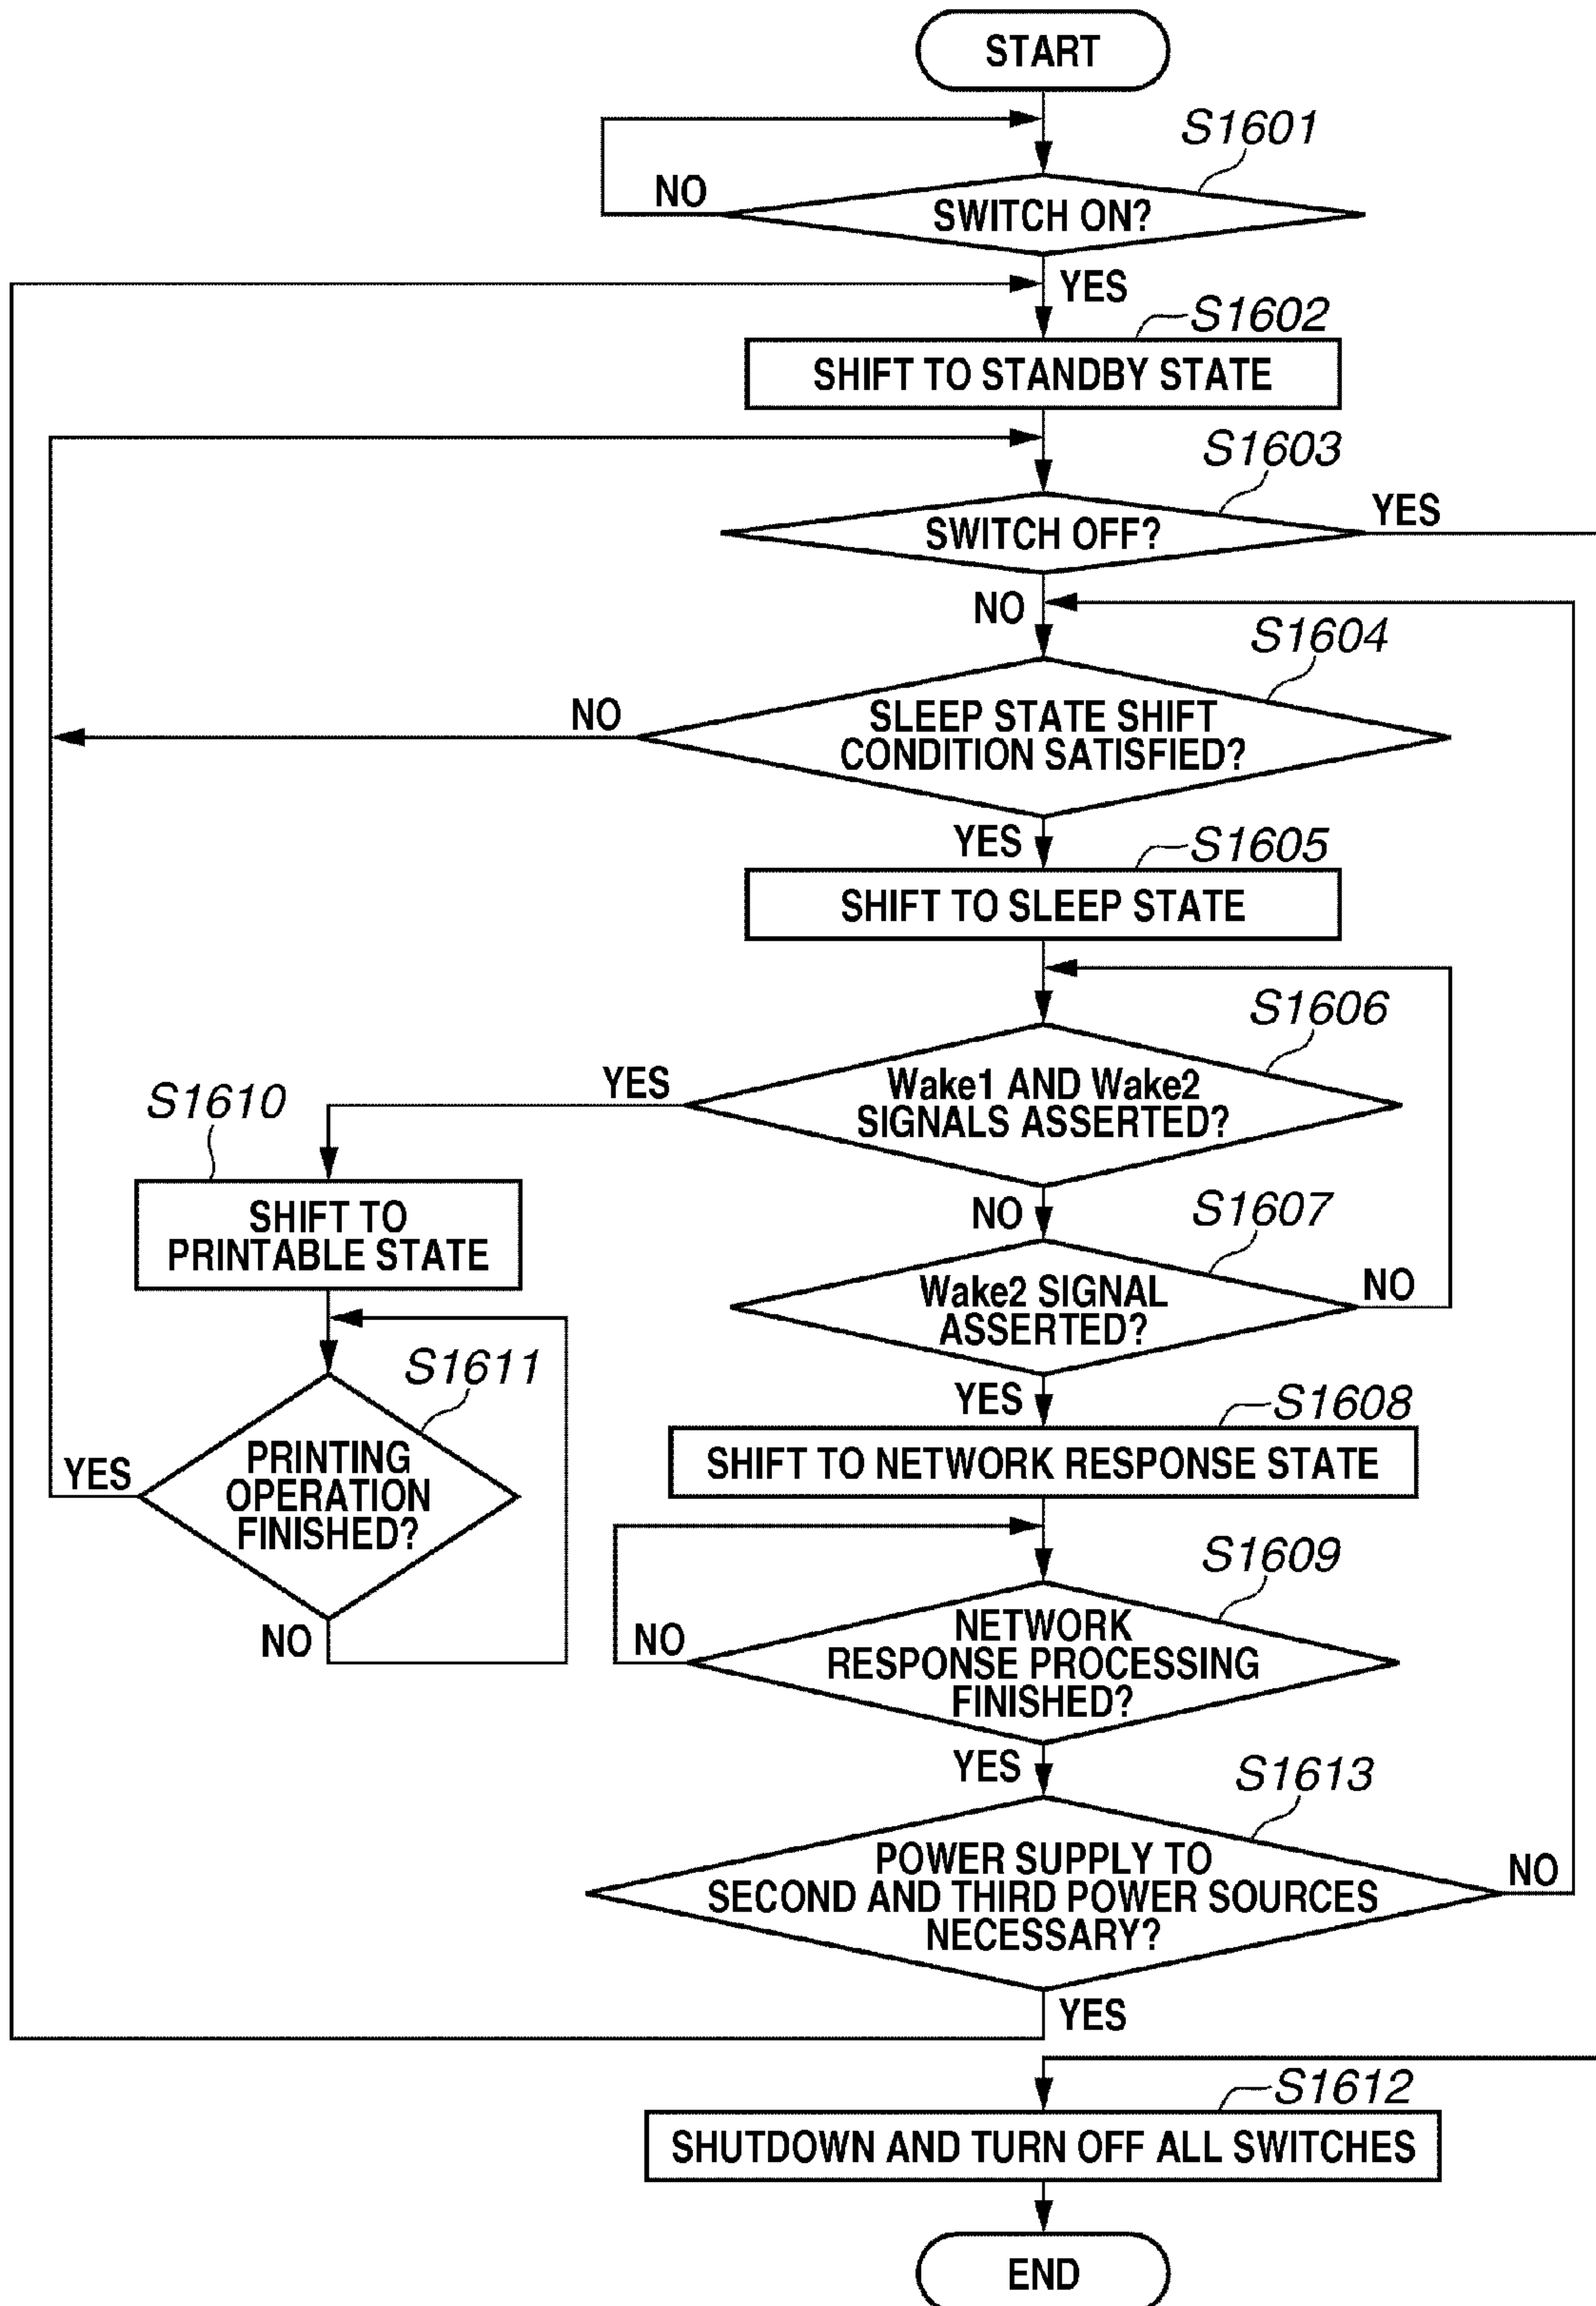 START
S1601
NO
SWITCH ON?
YES
S1602
SHIFT TO STANDBY STATE
S1603
YES
SWITCH OFF?
NO
S1604
NO
SLEEP STATE SHIFT
CONDITION SATISFIED?
YES
S1605
SHIFT TO SLEEP STATE
S1606
YES
Wake1 AND Wake2
SIGNALS ASSERTED?
S1610
SHIFT TO
PRINTABLE STATE
NO
S1607
NO
Wake2 SIGNAL
ASSERTED?
S1611
YES
PRINTING
OPERATION
FINISHED?
NO
YES
S1608
SHIFT TO NETWORK RESPONSE STATE
S1609
NO
NETWORK
RESPONSE PROCESSING
FINISHED?
YES
S1613
POWER SUPPLY TO
SECOND AND THIRD POWER SOURCES
NECESSARY?
NO
YES
S1612
SHUTDOWN AND TURN OFF ALL SWITCHES
END